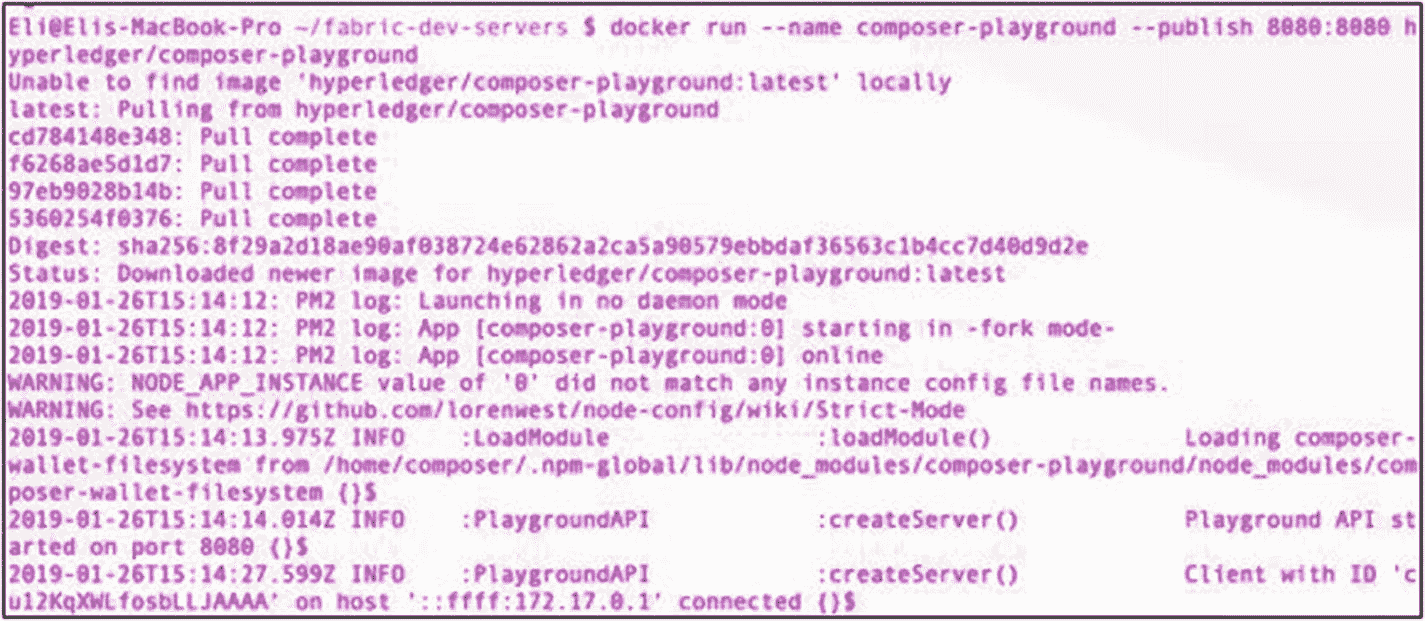 Eli@Elis-MacBook-Pro ~/fabric-dev-servers $ docker run --name composer-playground --publish 8080:8080 h
yperledger/composer-playground
Unable to find image 'hyperledger/composer-playground:latest' locally
latest: Pulling from hyperledger/composer-playground
cd784148e348: Pull complete
f6268ae5d1d7: Pull complete
97eb9028b14b: Pull complete
5360254f0376: Pull complete
Digest: sha256:8f29a2d18ae90af038724e62862a2ca5a90579ebbdaf36563c1b4cc7d40d9d2e
Status: Downloaded newer image for hyperledger/composer-playground:latest
2019-01-26T15:14:12: PM2 log: Launching in no daemon mode
2019-01-26T15:14:12: PM2 log: App [composer-playground:0] starting in -fork mode-
2019-01-26T15:14:12: PM2 log: App [composer-playground:0] online
WARNING: NODE_APP_INSTANCE value of '0' did not match any instance config file names.
WARNING: See https://github.com/lorenwest/node-config/wiki/Strict-Mode
2019-01-26T15:14:13.975Z INFO    :LoadModule               :loadModule()              Loading composer-
wallet-filesystem from /home/composer/.npm-global/lib/node_modules/composer-playground/node_modules/com
poser-wallet-filesystem {}$
2019-01-26T15:14:14.014Z INFO    :PlaygroundAPI            :createServer()            Playground API st
arted on port 8080 {}$
2019-01-26T15:14:27.599Z INFO    :PlaygroundAPI            :createServer()            Client with ID 'c
u12KqXWLfosbLLJAAAA' on host '::ffff:172.17.0.1' connected {}$